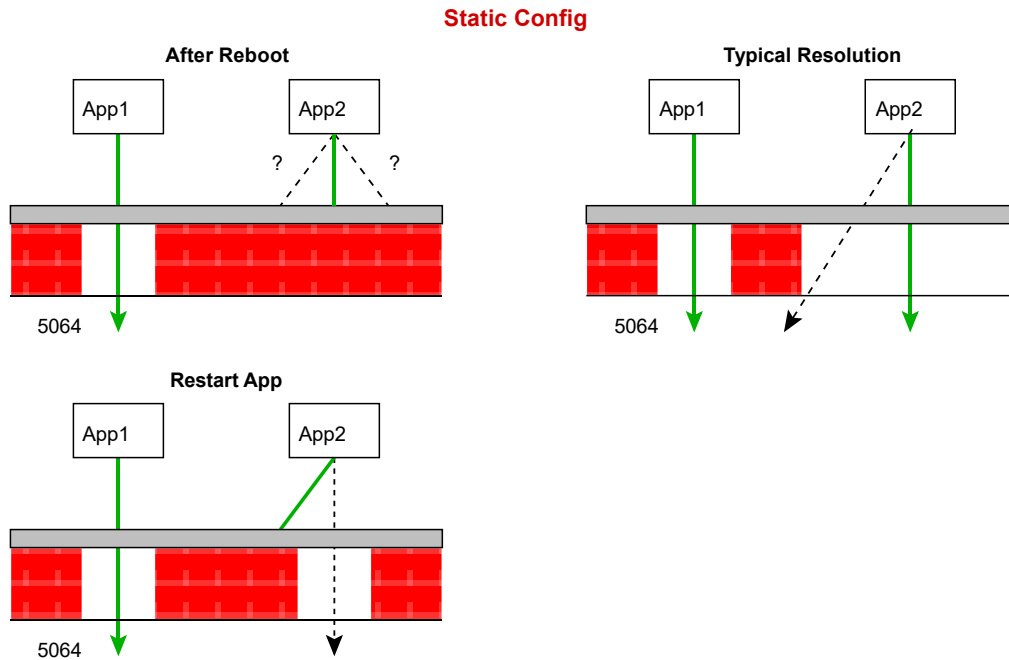 Static Config
After Reboot
App1
App2
?
?
5064
Typical Resolution
App1
App2
5064
Restart App
App1
App2
5064